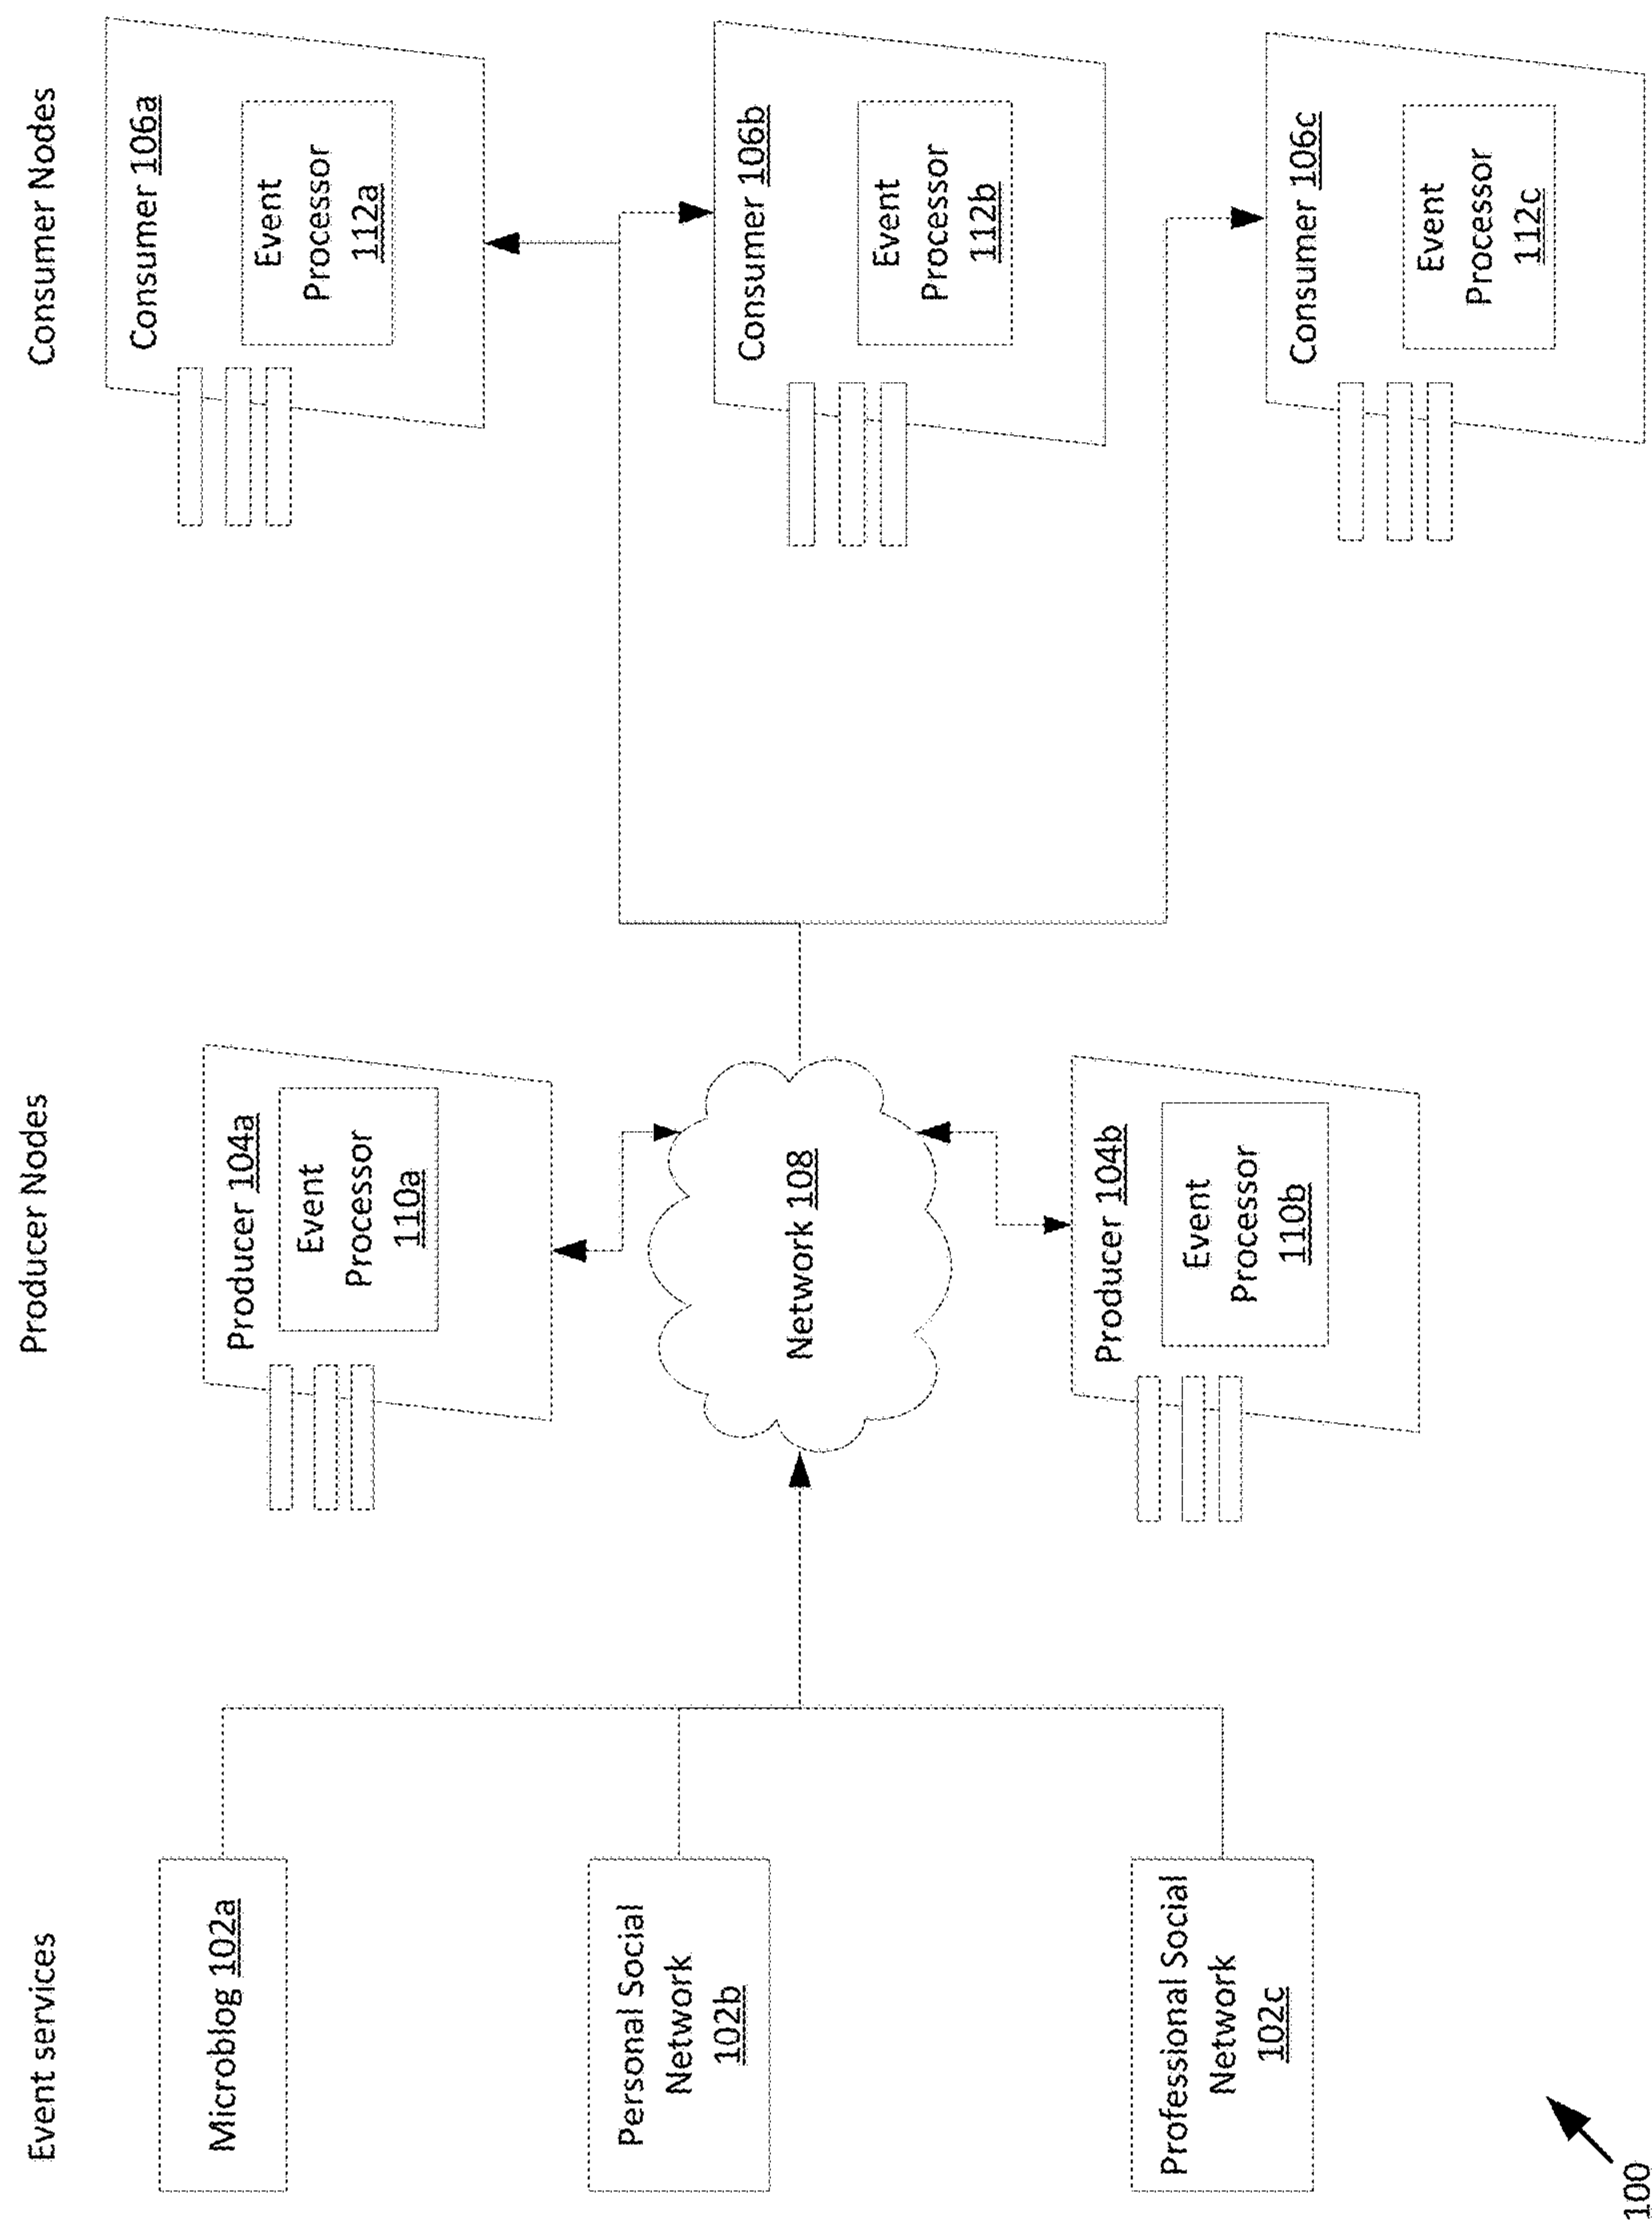 Event services
Producer Nodes
Consumer Nodes
Microblog 102a
Personal Social
Network
102b
Professional Social
Network
102c
Producer 104a
Event
Processor
110a
Network 108
Producer 104b
Event
Processor
110b
Consumer 106a
Event
Processor
112a
Consumer 106b
Event
Processor
112b
Consumer 106c
Event
Processor
112c
100